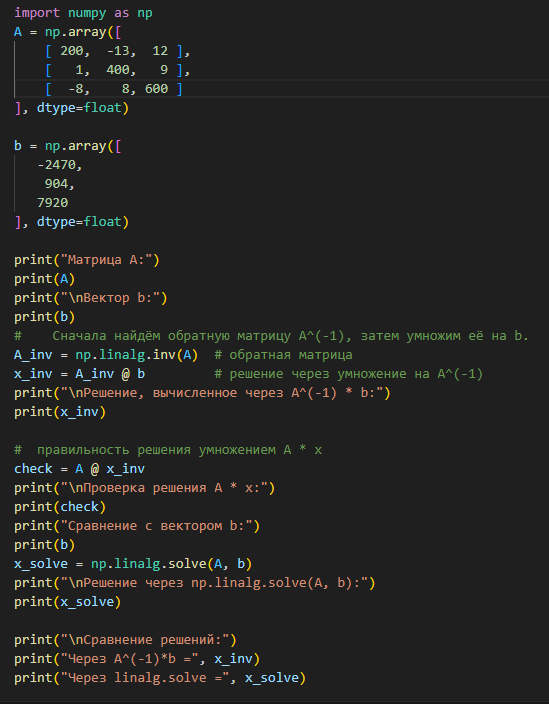 import numpy as np
A = np.array([
    [ 200,  -13,  12 ],
    [   1,  400,   9 ],
    [  -8,    8, 600 ]
], dtype=float)
b = np.array([
   -2470,
    904,
   7920
], dtype=float)
print("Матрица A:")
print(A)
print("\nВектор b:")
print(b)
#    Сначала найдём обратную матрицу A^(-1), затем умножим её на b.
A_inv = np.linalg.inv(A)  # обратная матрица
x_inv = A_inv @ b         # решение через умножение на A^(-1)
print("\nРешение, вычисленное через A^(-1) * b:")
print(x_inv)
#  правильность решения умножением A * x
check = A @ x_inv
print("\nПроверка решения A * x:")
print(check)
print("Сравнение с вектором b:")
print(b)
x_solve = np.linalg.solve(A, b)
print("\nРешение через np.linalg.solve(A, b):")
print(x_solve)
print("\nСравнение решений:")
print("Через A^(-1)*b =", x_inv)
print("Через linalg.solve =", x_solve)